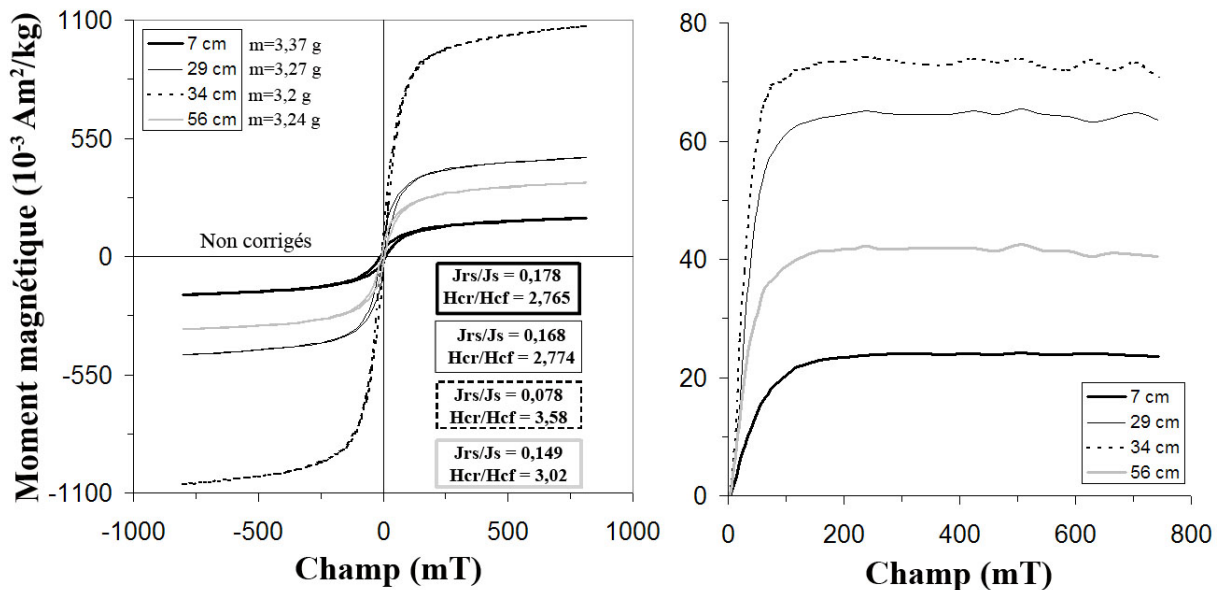 Moment magnétique (10⁻³ Am²/kg)
1100
550
0
-550
-1100
7 cm m=3,37 g
29 cm m=3,27 g
34 cm m=3,2 g
56 cm m=3,24 g
Non corrigés
Jrs/Js = 0,178
Hcr/Hcf = 2,765
Jrs/Js = 0,168
Hcr/Hcf = 2,774
Jrs/Js = 0,078
Hcr/Hcf = 3,58
Jrs/Js = 0,149
Hcr/Hcf = 3,02
-1000 -500 0 500 1000
Champ (mT)
80
60
40
20
0
7 cm
29 cm
34 cm
56 cm
0 200 400 600 800
Champ (mT)